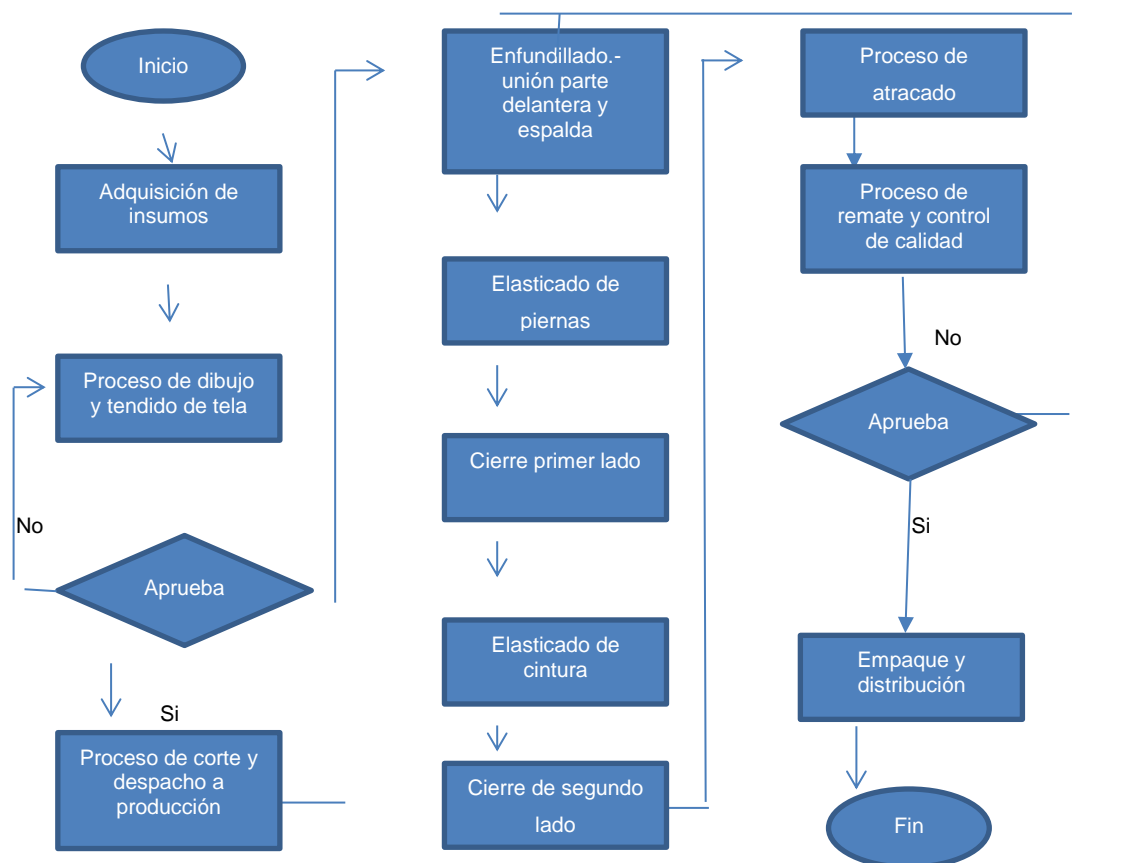 Inicio
Adquisición de
insumos
Proceso de dibujo
y tendido de tela
No
Aprueba
Si
Proceso de corte y
despacho a
producción
Enfundillado.-
unión parte
delantera y
espalda
Elasticado de
piernas
Cierre primer lado
Elasticado de
cintura
Cierre de segundo
lado
Proceso de
atracado
Proceso de
remate y control
de calidad
No
Aprueba
Si
Empaque y
distribución
Fin